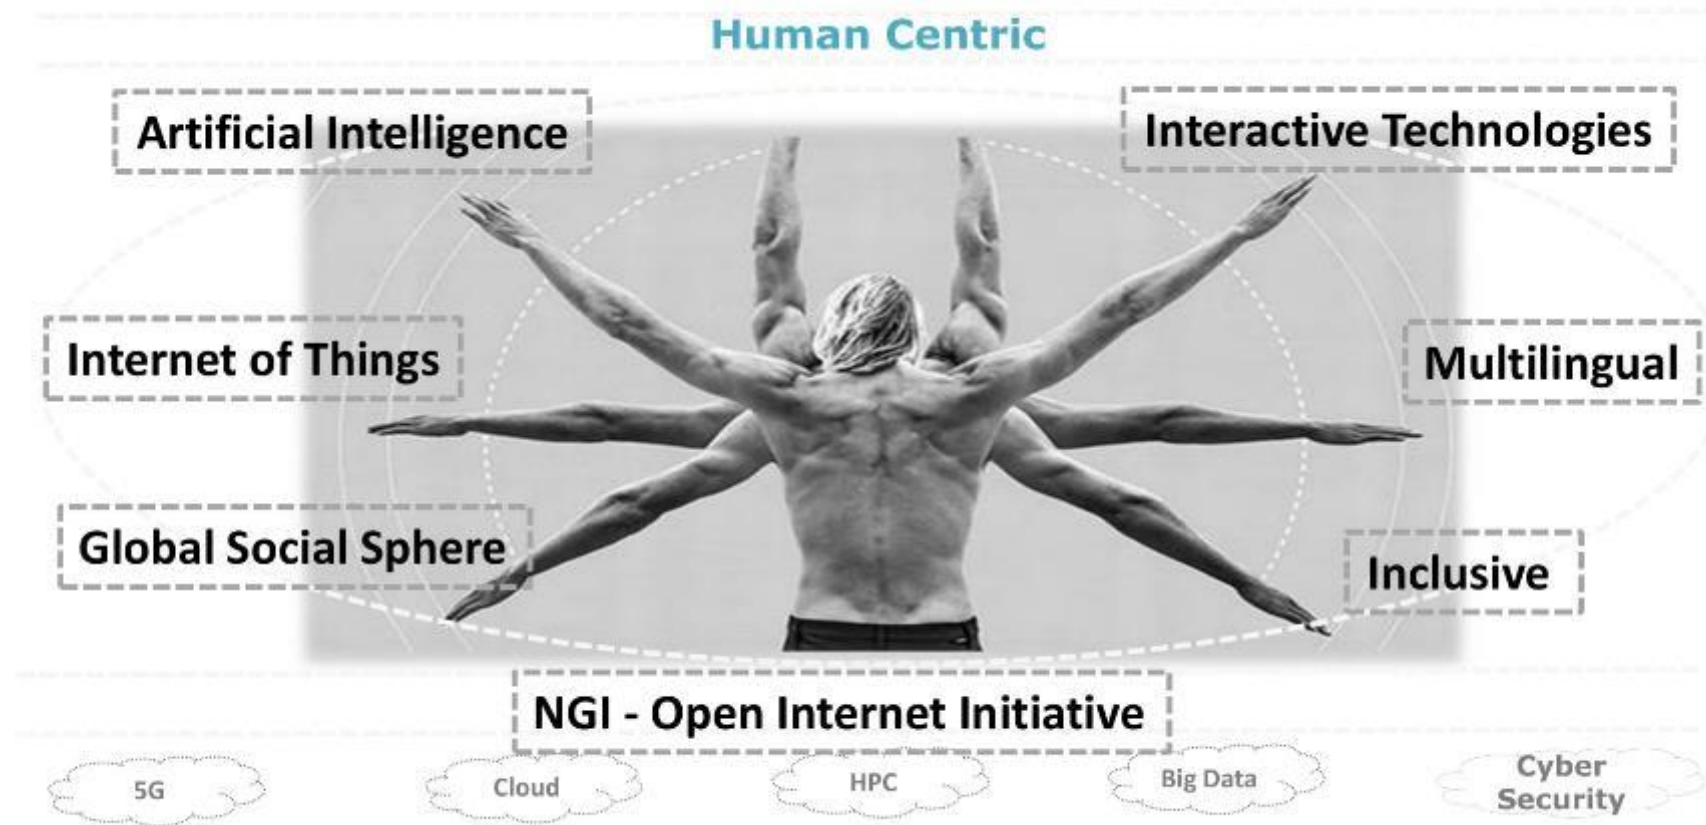 Human Centric
Artificial Intelligence
Interactive Technologies
Internet of Things
Multilingual
Global Social Sphere
Inclusive
NGI - Open Internet Initiative
5G
Cloud
HPC
Big Data
Cyber
Security